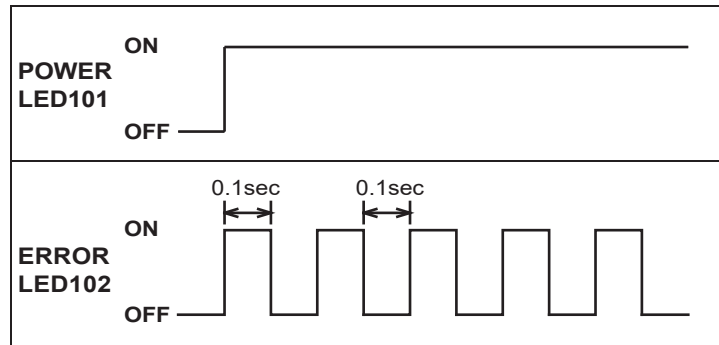 ON
POWER
LED101
OFF
0.1sec 0.1sec
ON
ERROR
LED102
OFF